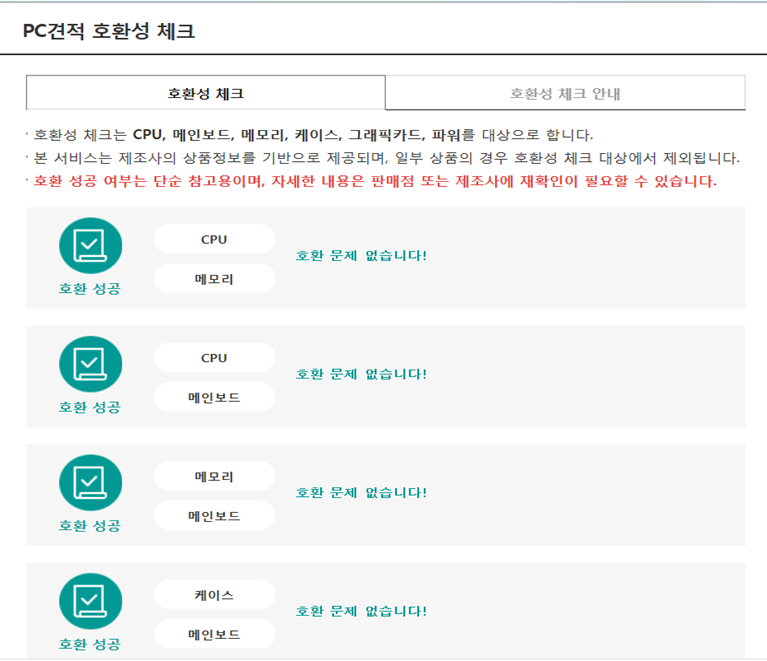 PC견적 호환성 체크
호환성 체크
호환성 체크 안내
· 호환성 체크는 CPU, 메인보드, 메모리, 케이스, 그래픽카드, 파워를 대상으로 합니다.
· 본 서비스는 제조사의 상품정보를 기반으로 제공되며, 일부 상품의 경우 호환성 체크 대상에서 제외됩니다.
· 호환 성공 여부는 단순 참고용이며, 자세한 내용은 판매점 또는 제조사에 재확인이 필요할 수 있습니다.
호환 성공
CPU
메모리
호환 문제 없습니다!
호환 성공
CPU
메인보드
호환 문제 없습니다!
호환 성공
메모리
메인보드
호환 문제 없습니다!
호환 성공
케이스
메인보드
호환 문제 없습니다!